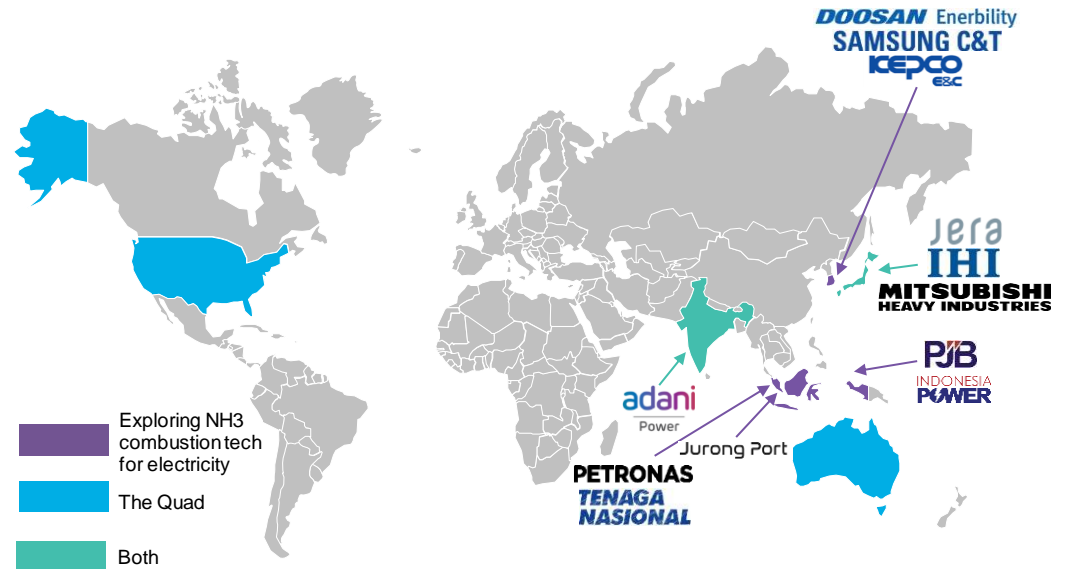 DOOSAN Enerbility
SAMSUNG C&T
KEPCO
E&C
Jera
IHI
MITSUBISHI
HEAVY INDUSTRIES
PJB
INDONESIA
POWER
adani
Power
Jurong Port
PETRONAS
TENAGA
NASIONAL
Exploring NH3
combustion tech
for electricity
The Quad
Both